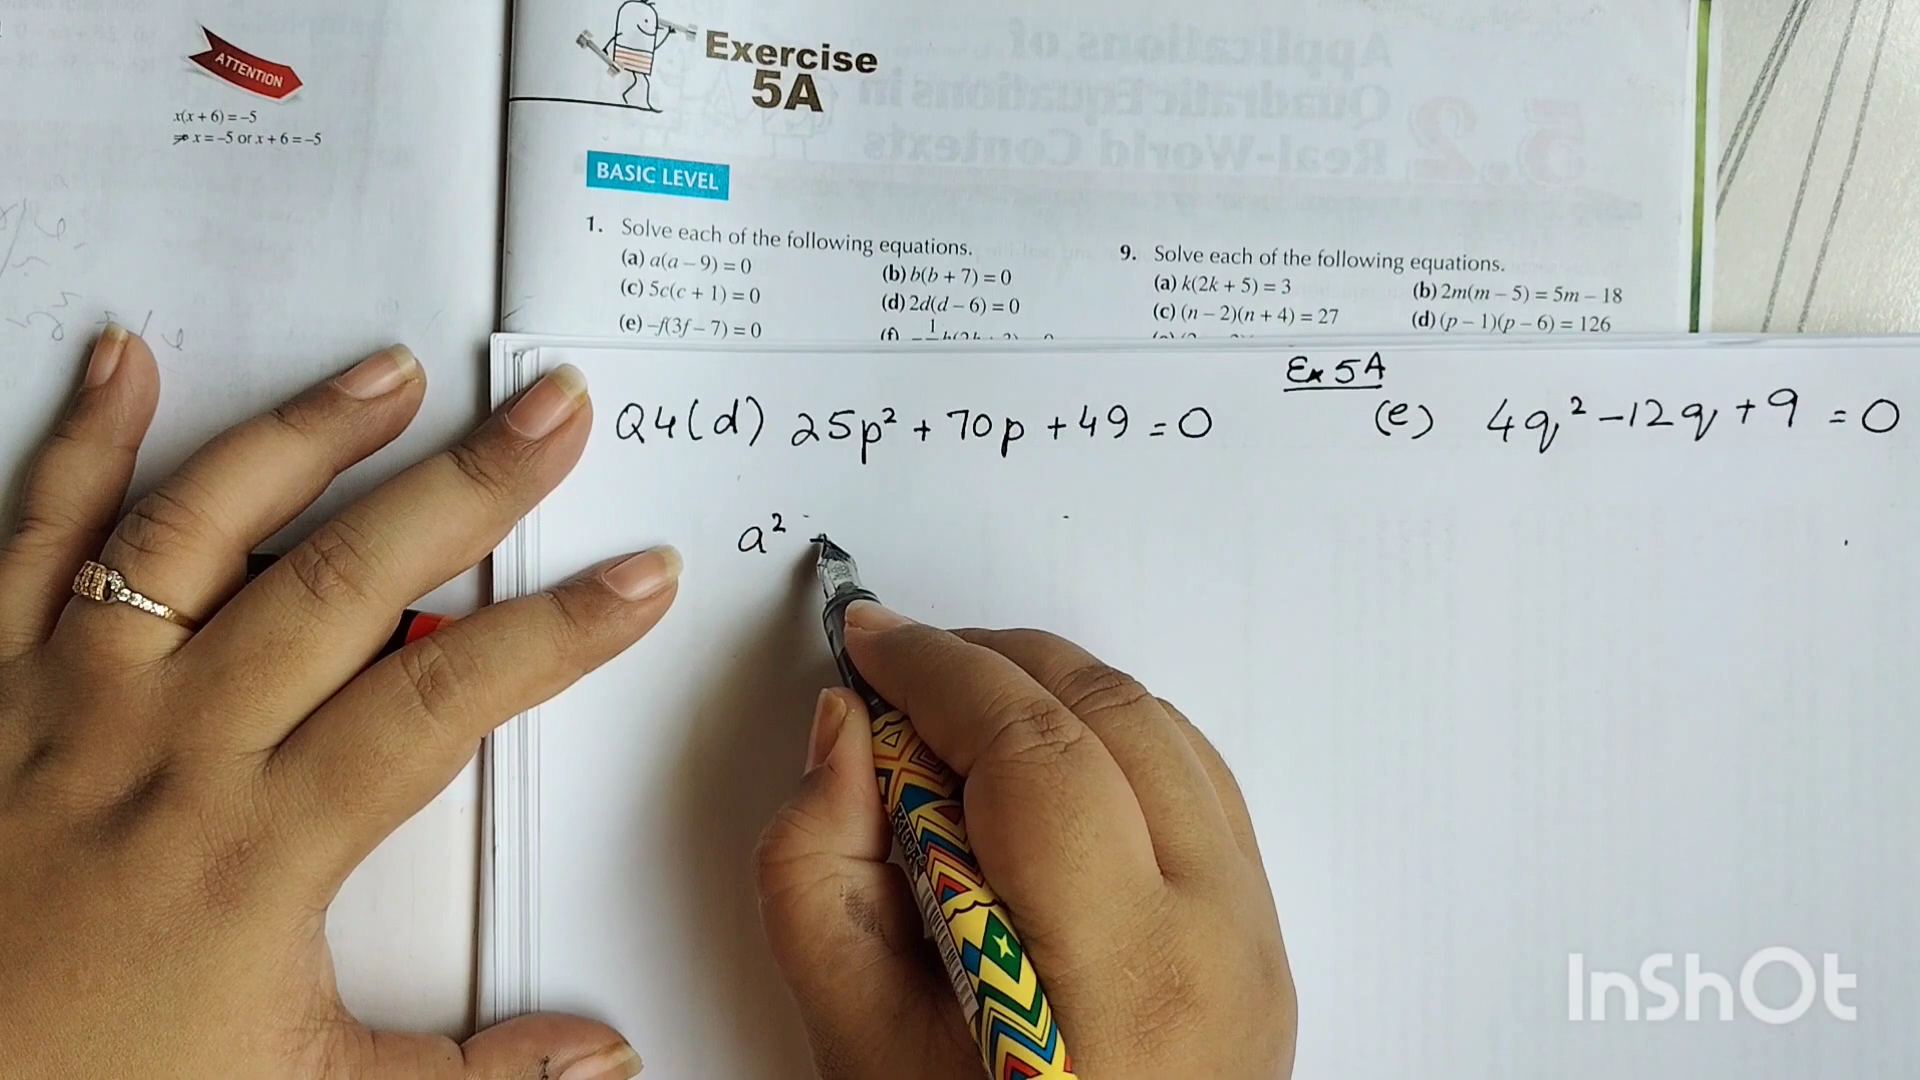 ATTENTION
x(x + 6) = –5
⇏ x = –5 or x + 6 = –5
Exercise
5A
BASIC LEVEL
1. Solve each of the following equations.
(a) a(a – 9) = 0 (b) b(b + 7) = 0
(c) 5c(c + 1) = 0 (d) 2d(d – 6) = 0
(e) –f(3f – 7) = 0 (f)
9. Solve each of the following equations.
(a) k(2k + 5) = 3 (b) 2m(m – 5) = 5m – 18
(c) (n – 2)(n + 4) = 27 (d) (p – 1)(p – 6) = 126
Ex 5A
Q4(d) 25p² + 70p + 49 = 0
(e) 4q² – 12q + 9 = 0
a²
InShOt